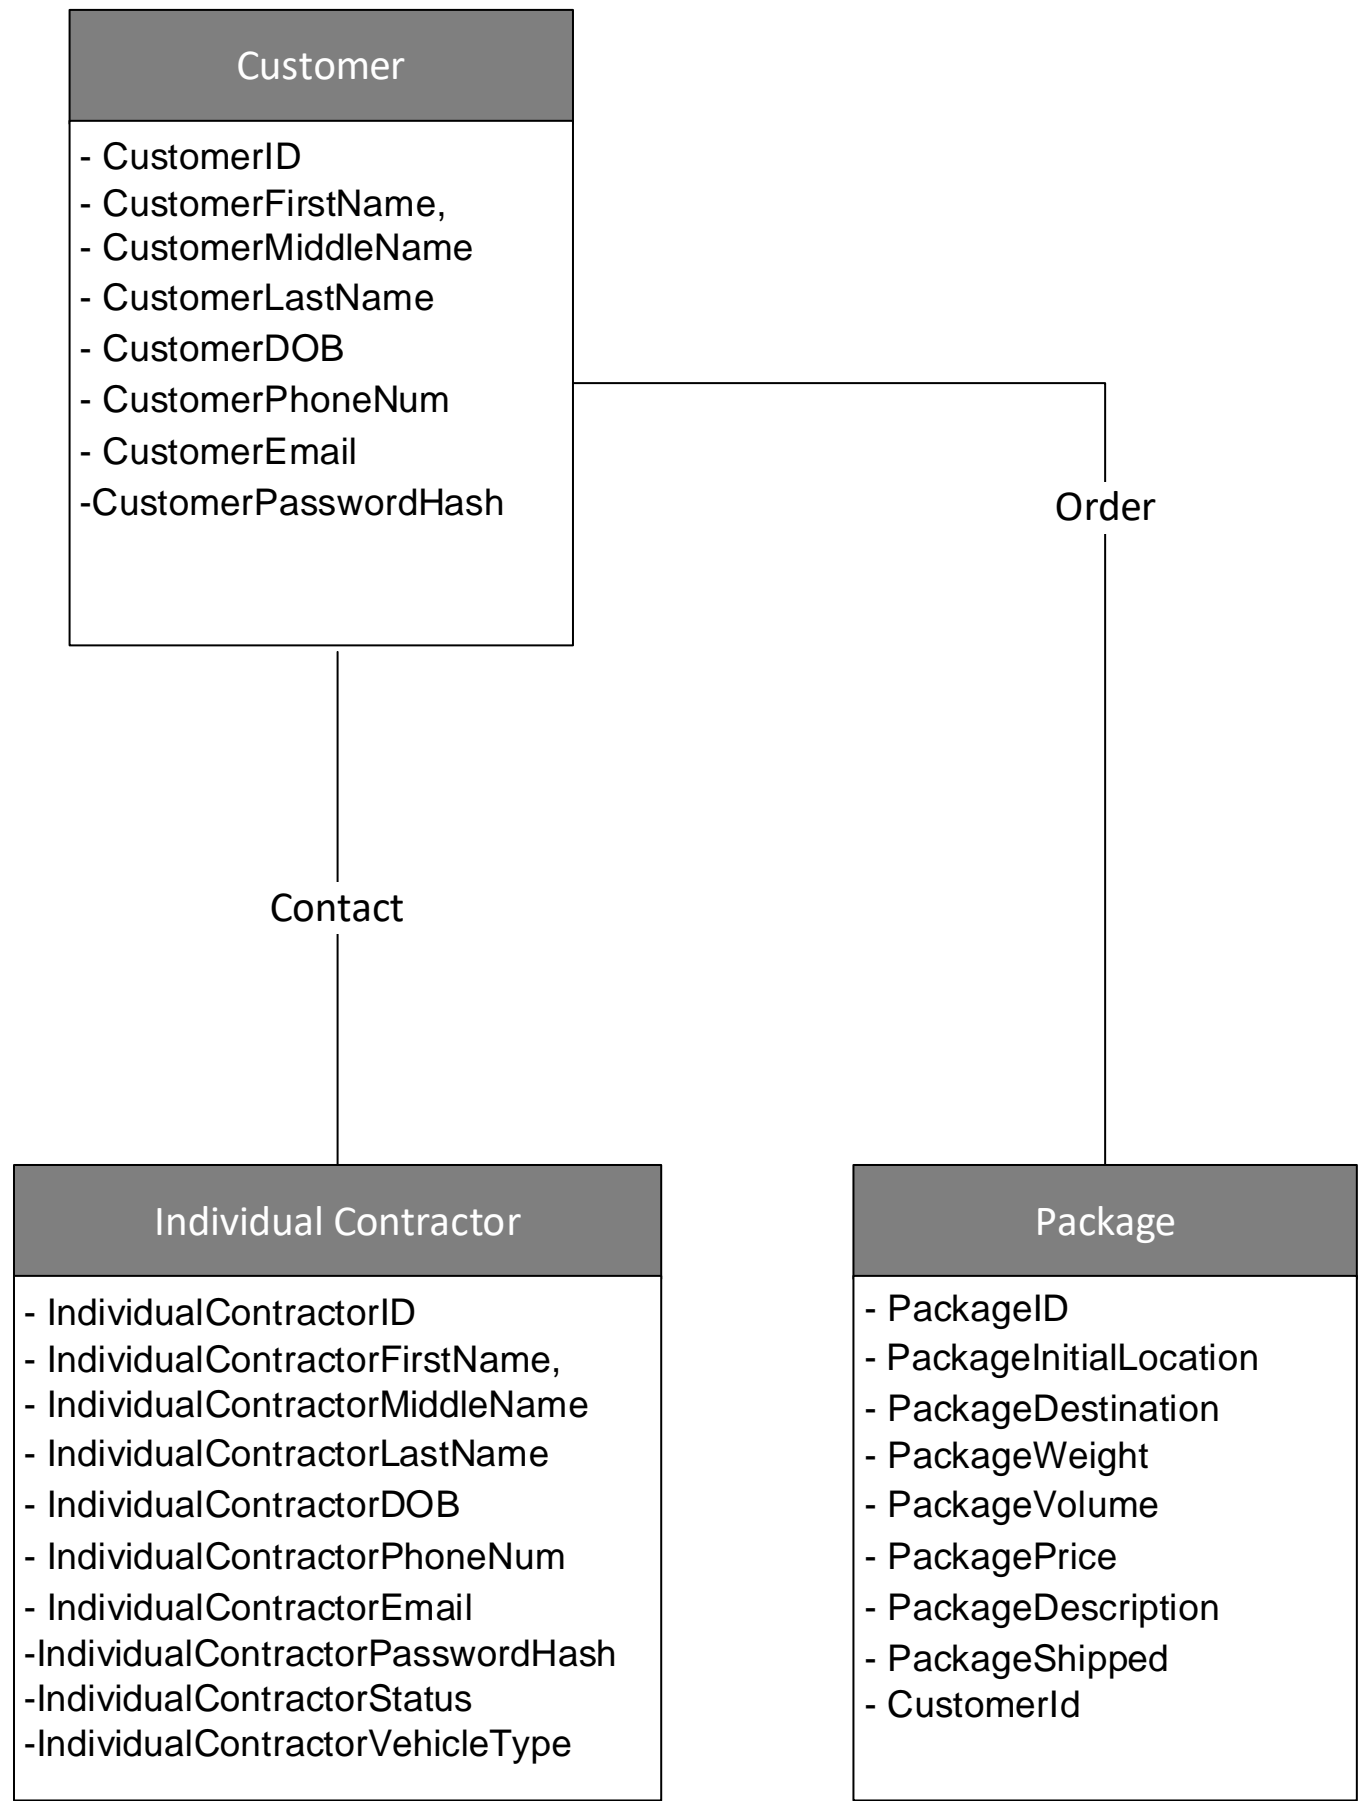 Customer
- CustomerID
- CustomerFirstName,
- CustomerMiddleName
- CustomerLastName
- CustomerDOB
- CustomerPhoneNum
- CustomerEmail
-CustomerPasswordHash
Order
Contact
Individual Contractor
- IndividualContractorID
- IndividualContractorFirstName,
- IndividualContractorMiddleName
- IndividualContractorLastName
- IndividualContractorDOB
- IndividualContractorPhoneNum
- IndividualContractorEmail
-IndividualContractorPasswordHash
-IndividualContractorStatus
-IndividualContractorVehicleType
Package
- PackageID
- PackageInitialLocation
- PackageDestination
- PackageWeight
- PackageVolume
- PackagePrice
- PackageDescription
- PackageShipped
- CustomerId